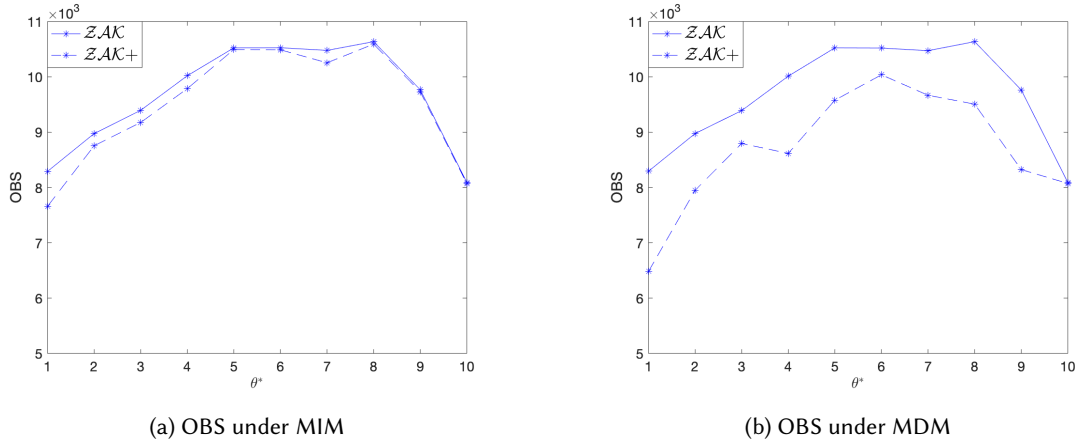 ×10³
11
10
9
8
7
6
5
OBS
ZAK
ZAK+
1 2 3 4 5 6 7 8 9 10
θ*
(a) OBS under MIM
×10³
11
10
9
8
7
6
5
OBS
ZAK
ZAK+
1 2 3 4 5 6 7 8 9 10
θ*
(b) OBS under MDM